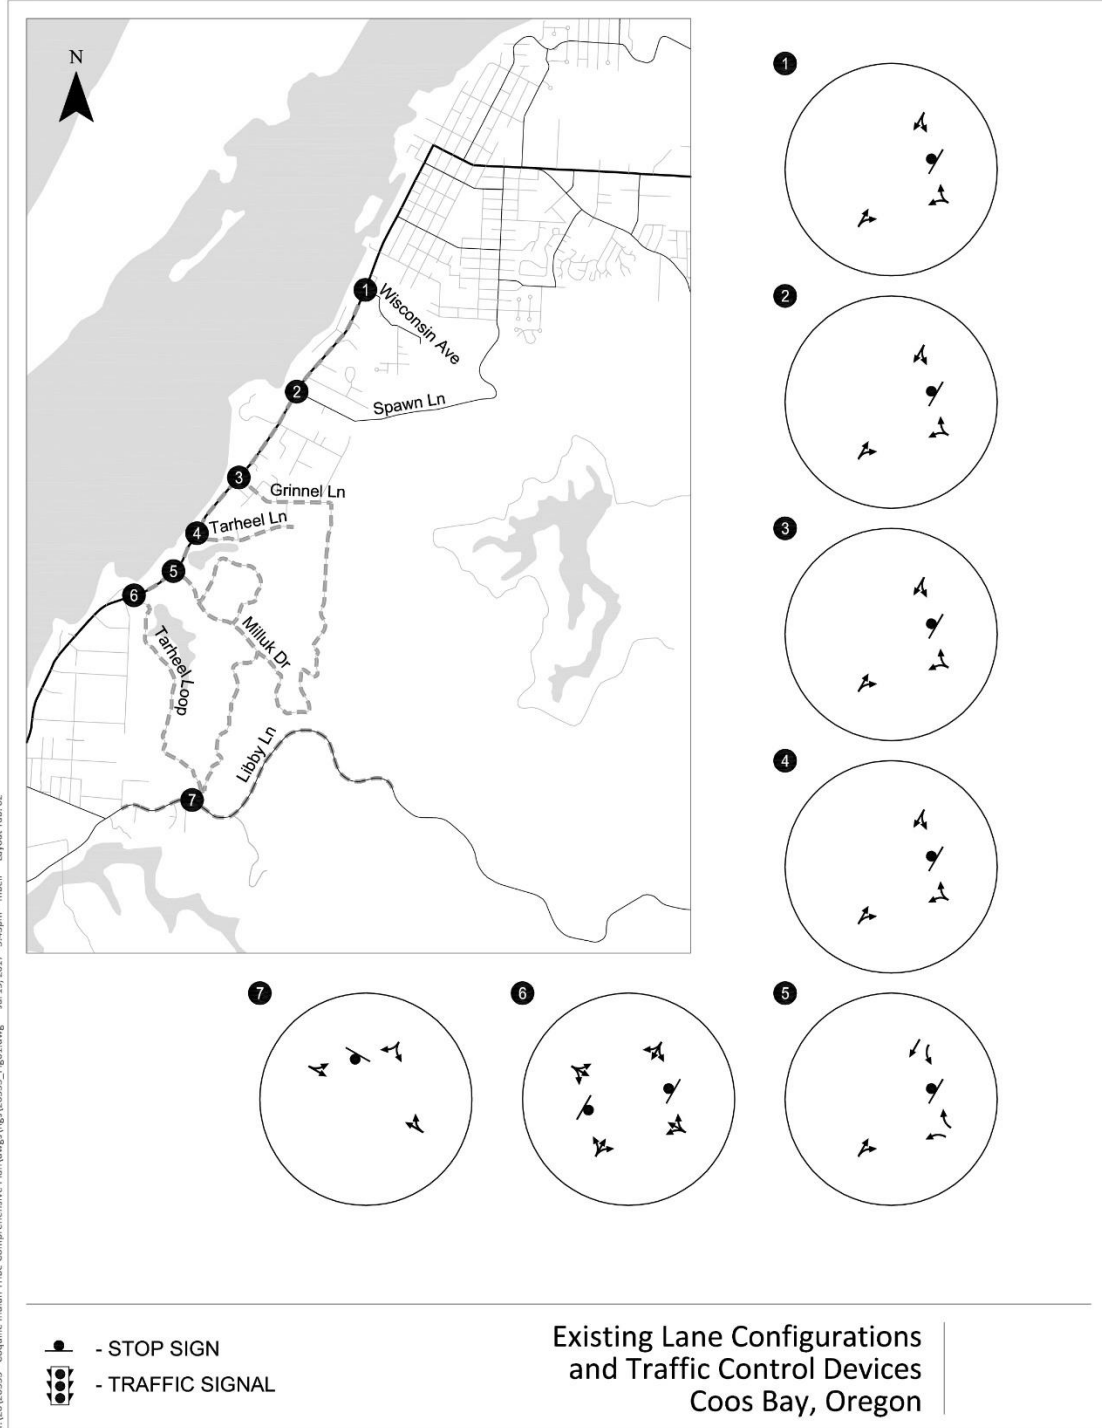 N
1
Wisconsin Ave
2
Spawn Ln
3
Grinnel Ln
4
Tarheel Ln
5
6
Milluk Dr
Tarheel Loop
Libby Ln
7
1
2
3
4
7
6
5
- STOP SIGN
- TRAFFIC SIGNAL
Existing Lane Configurations
and Traffic Control Devices
Coos Bay, Oregon